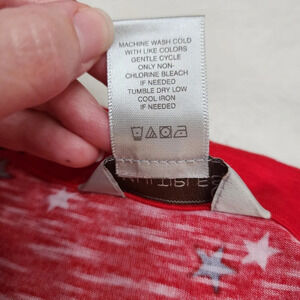 MACHINE WASH COLD
WITH LIKE COLORS
GENTLE CYCLE
ONLY NON-
CHLORINE BLEACH
IF NEEDED
TUMBLE DRY LOW
COOL IRON
IF NEEDED